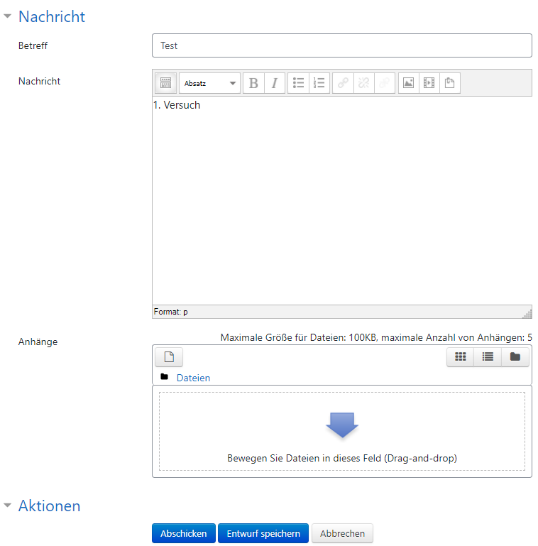 Nachricht
Betreff
Test
Nachricht
Absatz
B I
1. Versuch
Format: p
Anhänge
Maximale Größe für Dateien: 100KB, maximale Anzahl von Anhängen: 5
Dateien
Bewegen Sie Dateien in dieses Feld (Drag-and-drop)
Aktionen
Abschicken Entwurf speichern Abbrechen